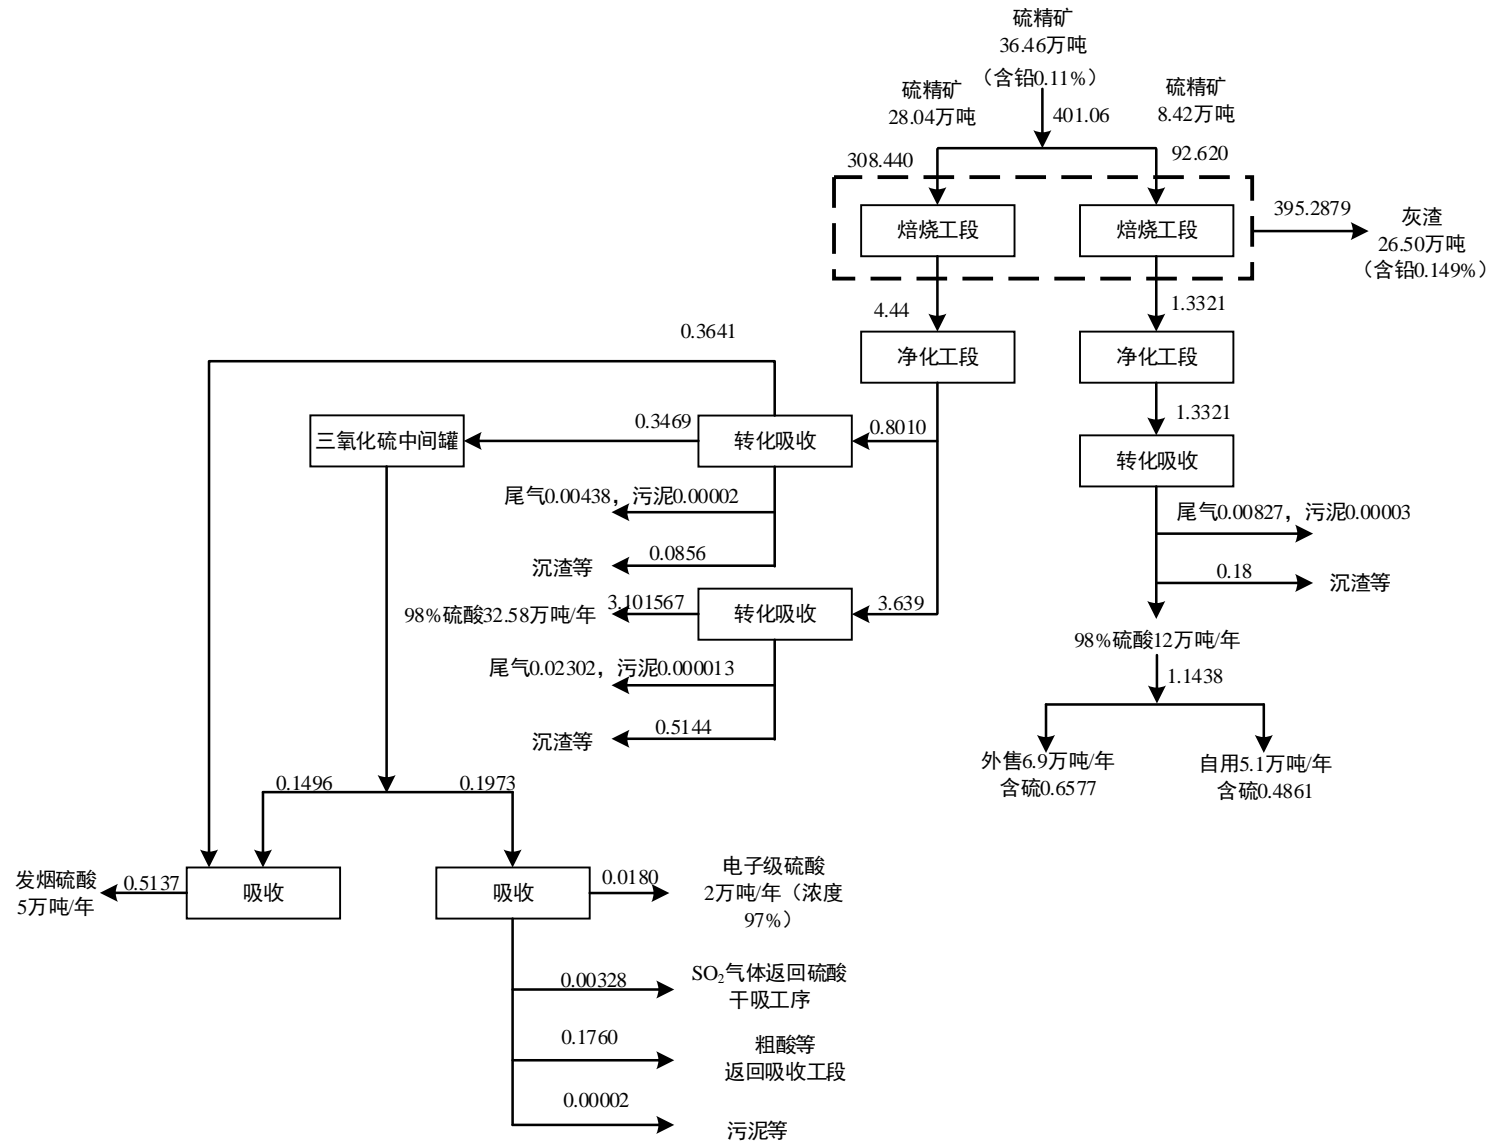 硫精矿
36.46万吨
（含铅0.11%）
硫精矿
28.04万吨
硫精矿
8.42万吨
401.06
308.440
92.620
焙烧工段
焙烧工段
395.2879
灰渣
26.50万吨
（含铅0.149%）
4.44
1.3321
净化工段
净化工段
0.3641
1.3321
三氧化硫中间罐
0.3469
转化吸收
0.8010
转化吸收
尾气0.00438，污泥0.00002
尾气0.00827，污泥0.00003
沉渣等
0.0856
0.18
沉渣等
98%硫酸32.58万吨/年
3.101567
转化吸收
3.639
98%硫酸12万吨/年
尾气0.02302，污泥0.000013
1.1438
沉渣等
0.5144
外售6.9万吨/年
含硫0.6577
自用5.1万吨/年
含硫0.4861
0.1496
0.1973
发烟硫酸
5万吨/年
0.5137
吸收
吸收
0.0180
电子级硫酸
2万吨/年（浓度
97%）
0.00328
SO₂气体返回硫酸
干吸工序
0.1760
粗酸等
返回吸收工段
0.00002
污泥等